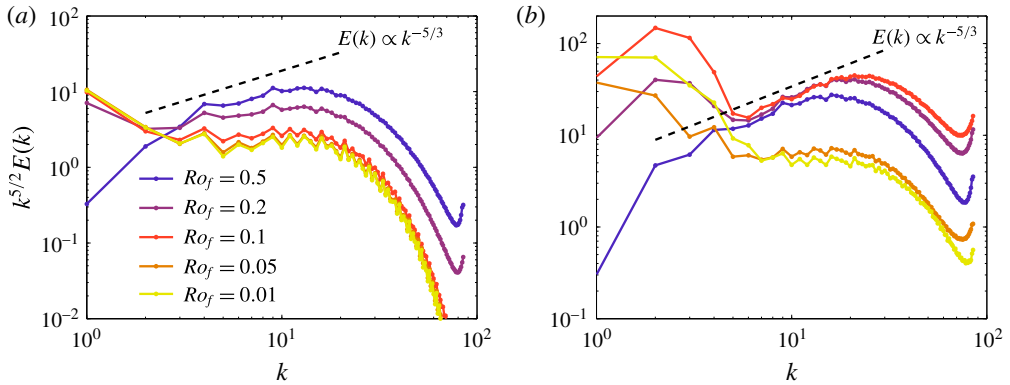 (a)
E(k) ∝ k^{-5/3}
10^2
10^1
10^0
10^{-1}
10^{-2}
k^{5/2}E(k)
Ro_f = 0.5
Ro_f = 0.2
Ro_f = 0.1
Ro_f = 0.05
Ro_f = 0.01
10^0
10^1
10^2
k
(b)
E(k) ∝ k^{-5/3}
10^2
10^1
10^0
10^{-1}
10^0
10^1
10^2
k